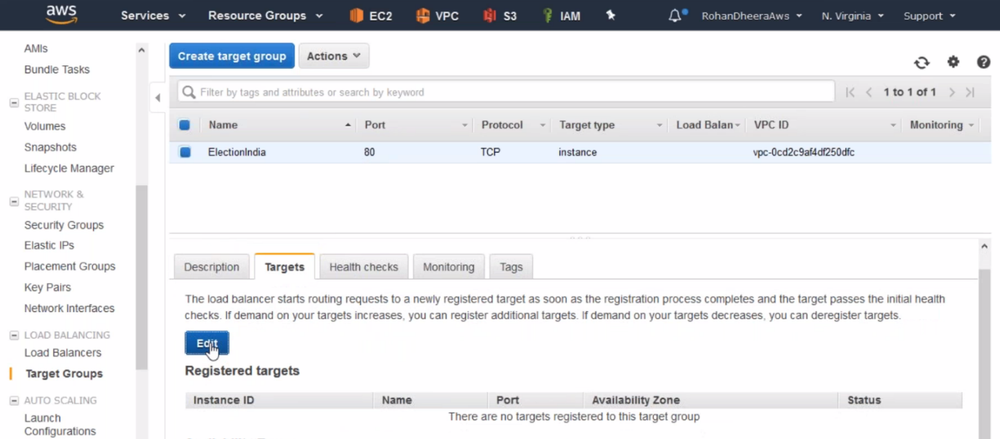 aws Services Resource Groups EC2 VPC S3 IAM RohanDheeraAws N. Virginia Support
AMIs
Bundle Tasks
ELASTIC BLOCK
STORE
Volumes
Snapshots
Lifecycle Manager
NETWORK &
SECURITY
Security Groups
Elastic IPs
Placement Groups
Key Pairs
Network Interfaces
LOAD BALANCING
Load Balancers
Target Groups
AUTO SCALING
Launch
Configurations
Create target group Actions
Filter by tags and attributes or search by keyword 1 to 1 of 1
Name Port Protocol Target type Load Balan VPC ID Monitoring
ElectionIndia 80 TCP instance vpc-0cd2c9af4df250dfc
Description Targets Health checks Monitoring Tags
The load balancer starts routing requests to a newly registered target as soon as the registration process completes and the target passes the initial health
checks. If demand on your targets increases, you can register additional targets. If demand on your targets decreases, you can deregister targets.
Edit
Registered targets
Instance ID Name Port Availability Zone Status
There are no targets registered to this target group